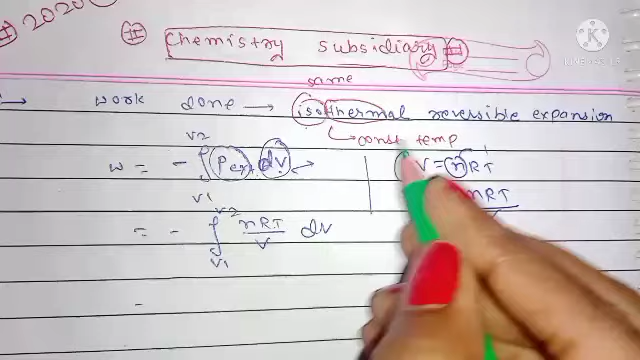 # 2020
# Chemistry subsidiary #
same
→ work done → isothermal reversible expansion
↳ const temp
w = - ∫ Pext dv V = nRT
V2
V1
nRT
= - ∫ nRT/V dv
V2
V1
=